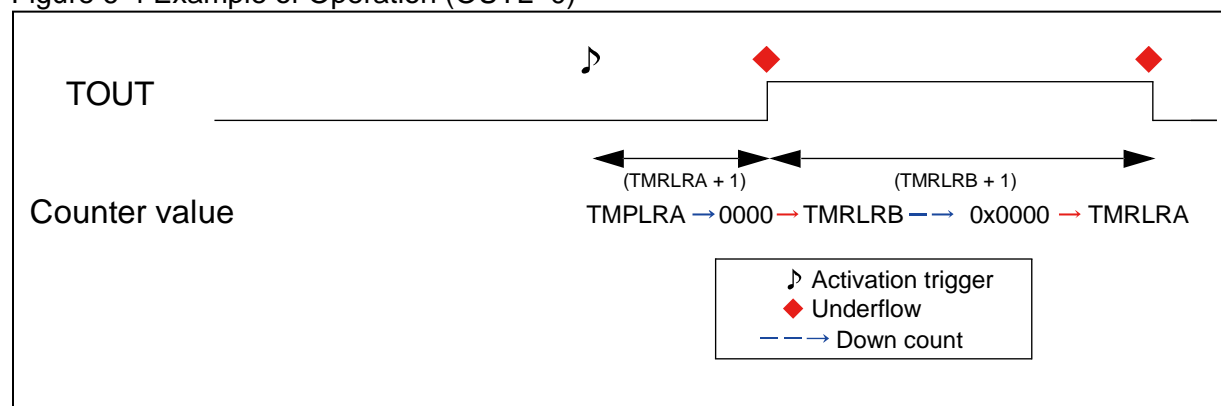 TOUT
(TMRLRA + 1) (TMRLRB + 1)
Counter value TMPLRA → 0000 → TMRLRB – → 0x0000 → TMRLRA
♪ Activation trigger
◆ Underflow
– – → Down count